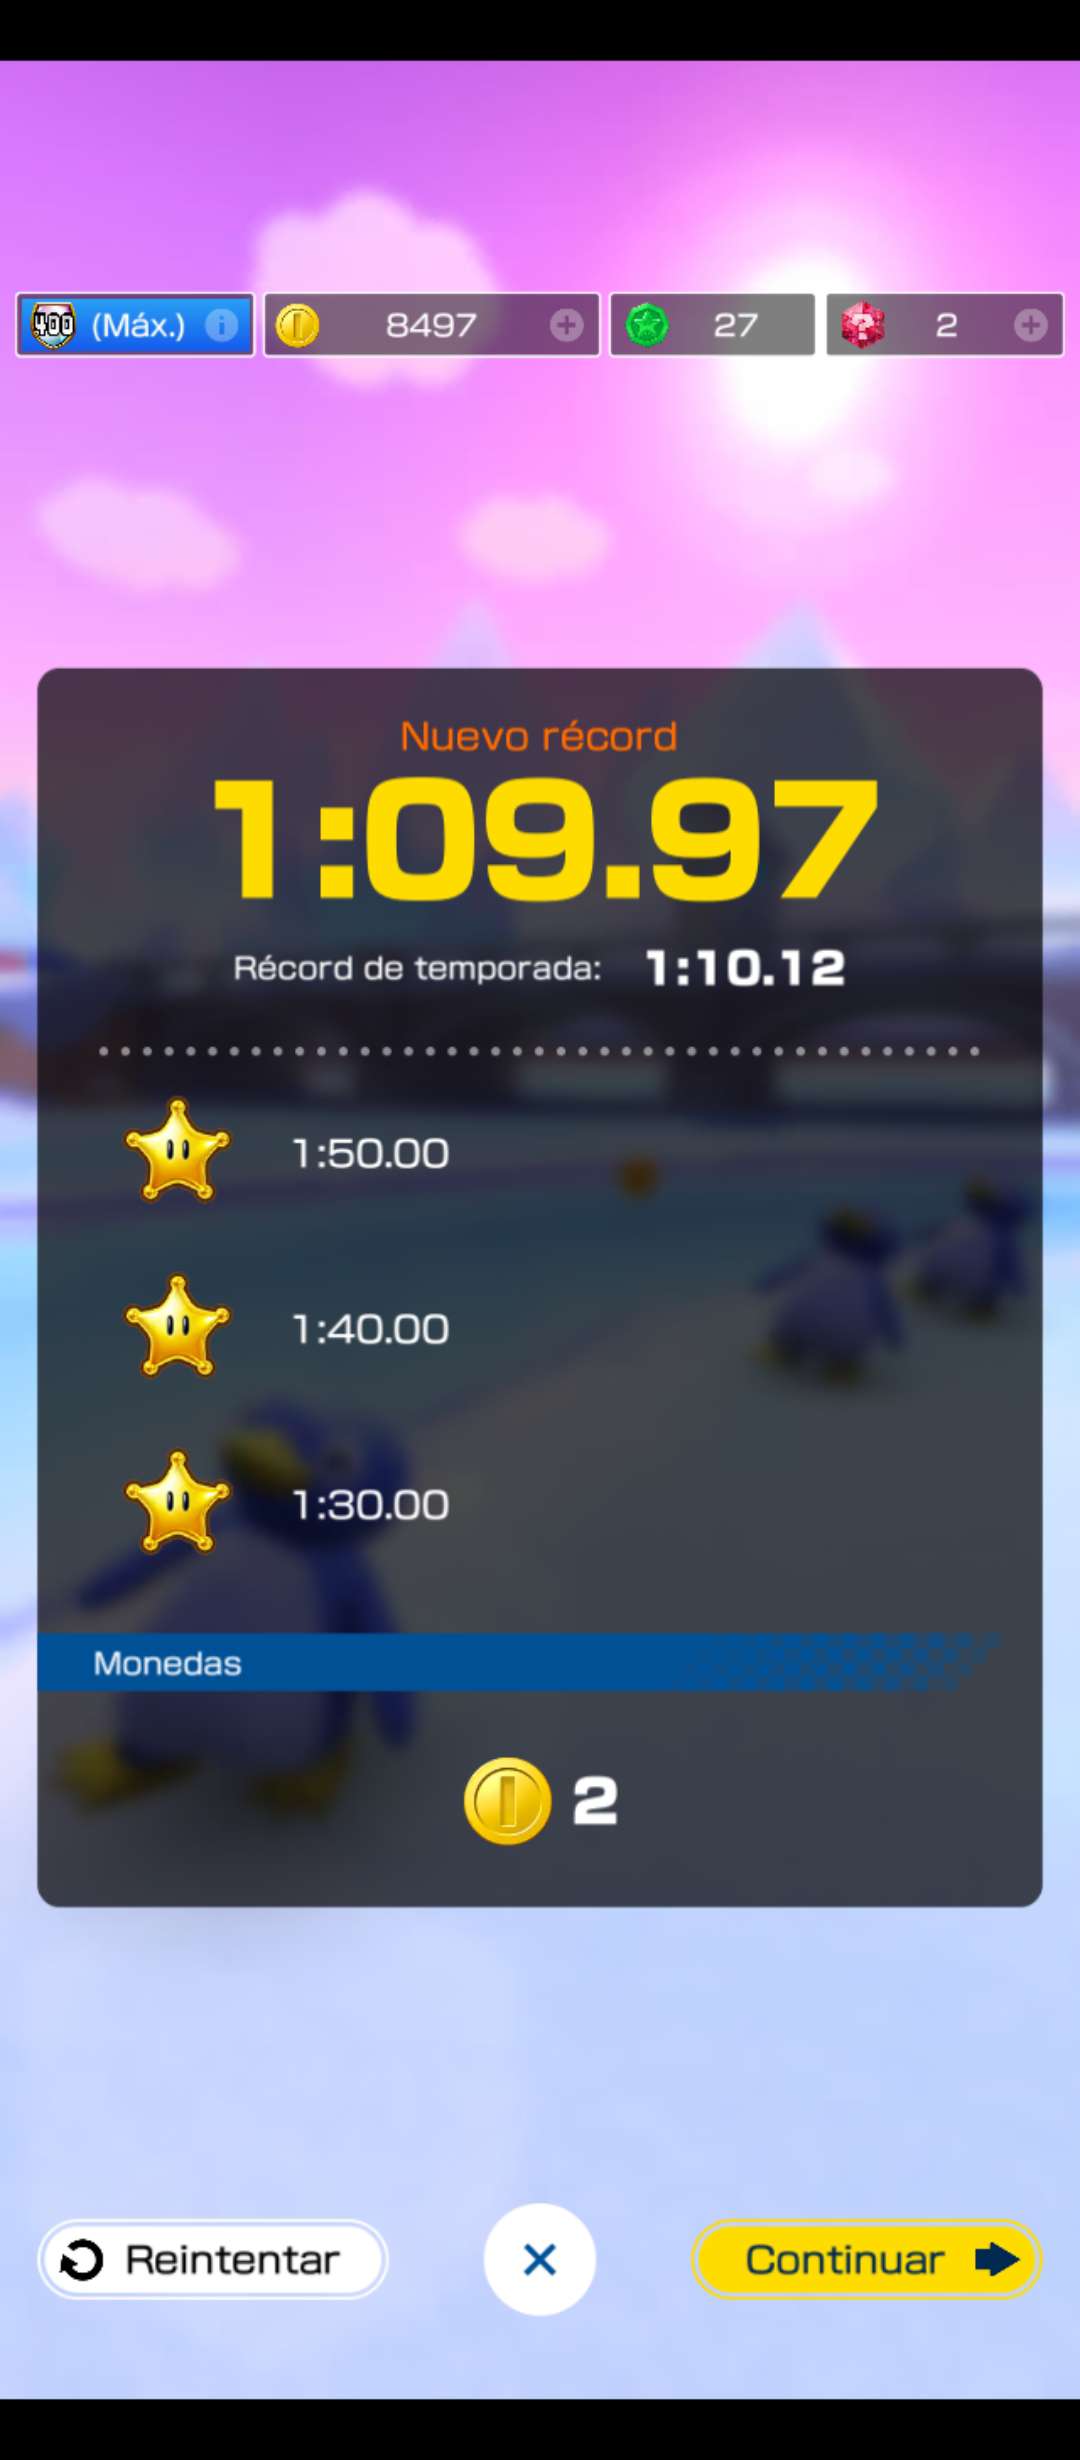 400 (Máx.) i 8497 + 27 ? 2 +
Nuevo récord
1:09.97
Récord de temporada: 1:10.12
1:50.00
1:40.00
1:30.00
Monedas
2
Reintentar × Continuar